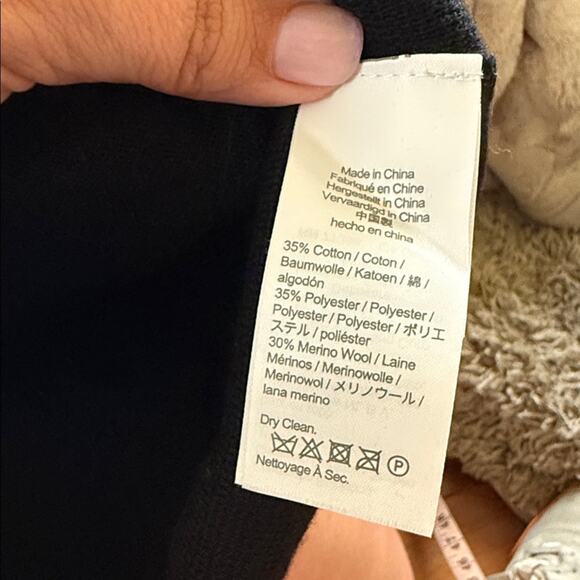 Made in China
Fabriqué en Chine
Hergestellt in China
Vervaardigd in China
中国製
hecho en china
35% Cotton / Coton /
Baumwolle / Katoen / 綿 /
algodón
35% Polyester / Polyester /
Polyester / Polyester / ポリエ
ステル / poliéster
30% Merino Wool / Laine
Mérinos / Merinowolle /
Merinowol / メリノウール /
lana merino
Dry Clean.
P
Nettoyage À Sec.